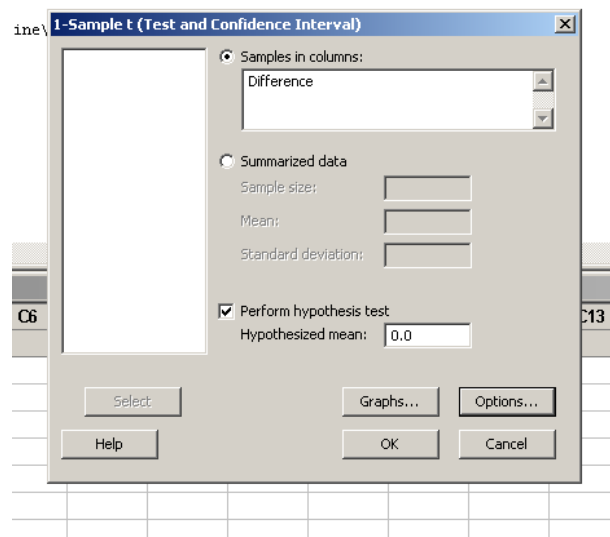 ine\
1-Sample t (Test and Confidence Interval)
Samples in columns:
Difference
Summarized data
Sample size:
Mean:
Standard deviation:
Perform hypothesis test
Hypothesized mean: 0.0
C6
C13
Select
Graphs...
Options...
Help
OK
Cancel